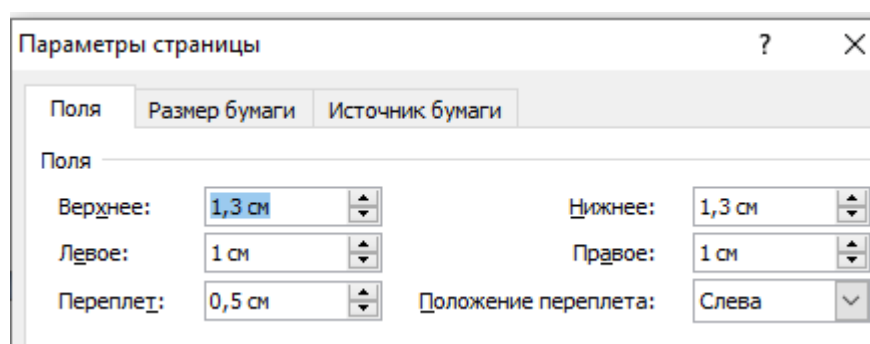 Параметры страницы ?
Поля Размер бумаги Источник бумаги
Поля
Верхнее: 1,3 см Нижнее: 1,3 см
Левое: 1 см Правое: 1 см
Переплет: 0,5 см Положение переплета: Слева